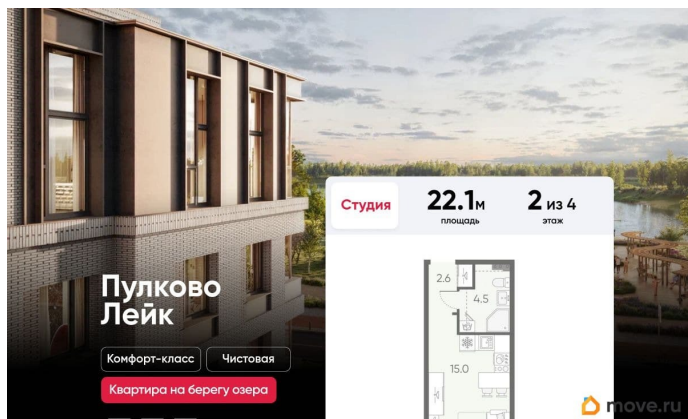 Студия
22.1м
площадь
2 из 4
этаж
Пулково
Лейк
Комфорт-класс
Чистовая
Квартира на берегу озера
2.6
4.5
15.0
move.ru